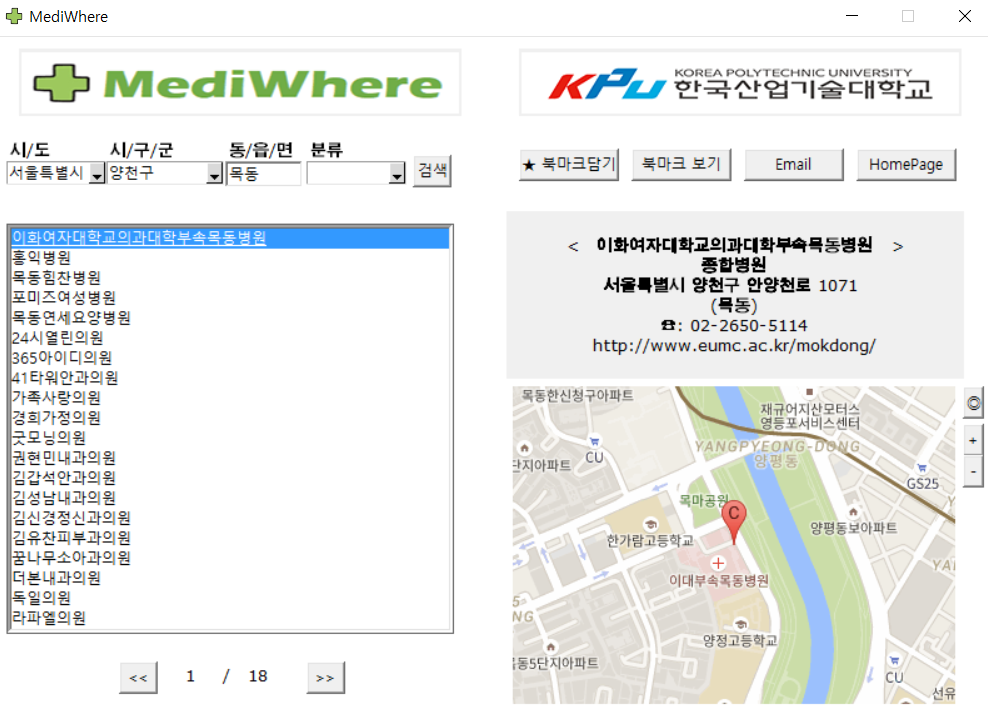 MediWhere
MediWhere
KPU KOREA POLYTECHNIC UNIVERSITY
한국산업기술대학교
시/도 시/구/군 동/읍/면 분류
서울특별시 양천구 목동 검색
★ 북마크담기 북마크 보기 Email HomePage
이화여자대학교의과대학부속목동병원
홍익병원
목동힘찬병원
포미즈여성병원
목동연세요양병원
24시열린의원
365아이디의원
41타워안과의원
가족사랑의원
경희가정의원
굿모닝의원
권현민내과의원
김갑석안과의원
김성남내과의원
김신경정신과의원
김유찬피부과의원
꿈나무소아과의원
더본내과의원
독일의원
라파엘의원
<< 1 / 18 >>
< 이화여자대학교의과대학부속목동병원 >
종합병원
서울특별시 양천구 안양천로 1071
(목동)
☎: 02-2650-5114
http://www.eumc.ac.kr/mokdong/
목동한신청구아파트
재규어지산모터스
영등포서비스센터
YANGPYEONG-DONG
양평동
CU
단지아파트
GS25
목마공원
C
양평동보아파트
한가람고등학교
YA
이대부속목동병원
5
NG
양정고등학교
목동5단지아파트
CU
선유
◎
+
-